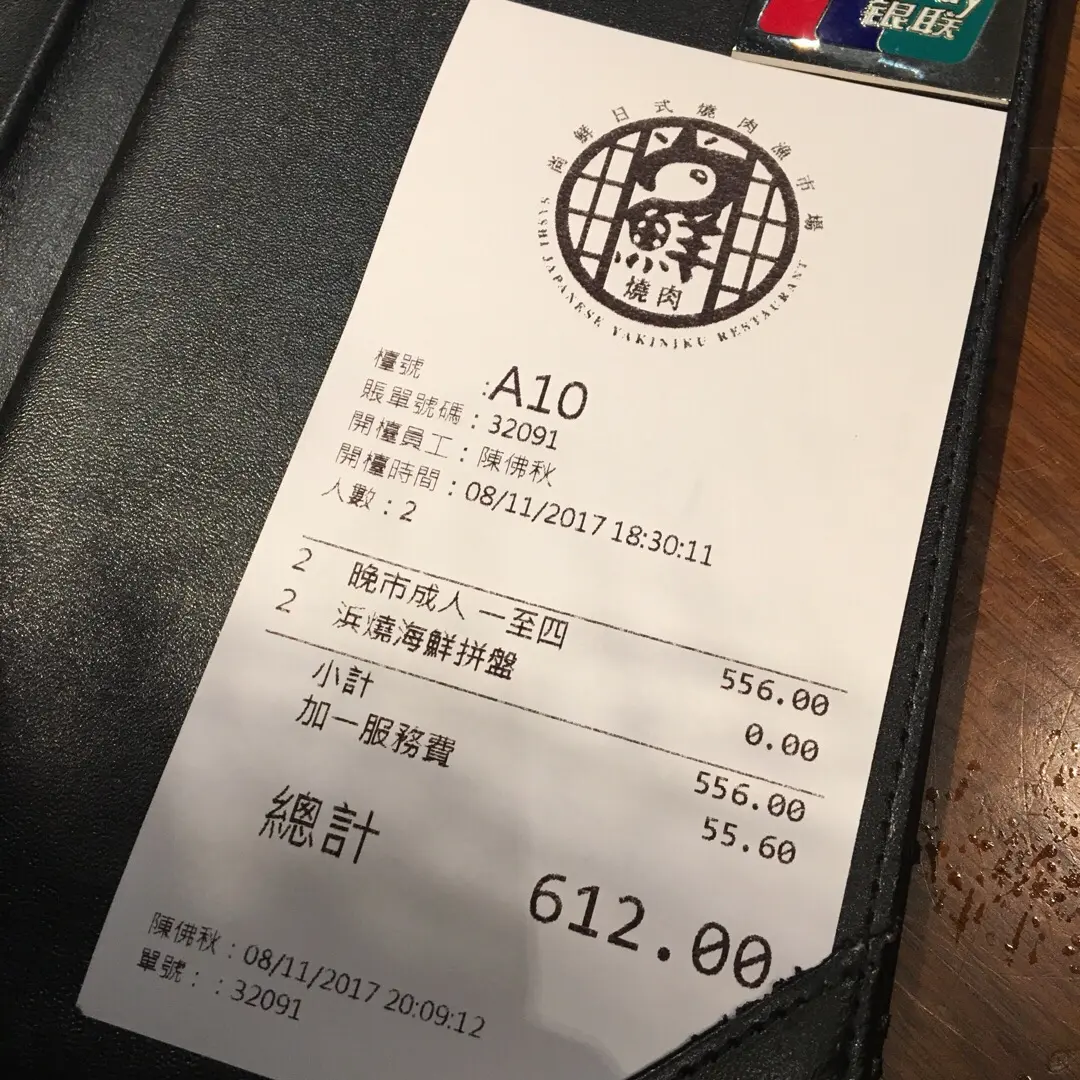 银联
尚鮮日式燒肉漁市場
鮮
燒肉
SASHI JAPANESE YAKINIKU RESTAURANT
檯號 :A10
賬單號碼：32091
開檯員工：陳佛秋
開檯時間：08/11/2017 18:30:11
人數：2
2 晚市成人 一至四 556.00
2 浜燒海鮮拼盤 0.00
小計 556.00
加一服務費 55.60
總計 612.00
陳佛秋：08/11/2017 20:09:12
單號：：32091